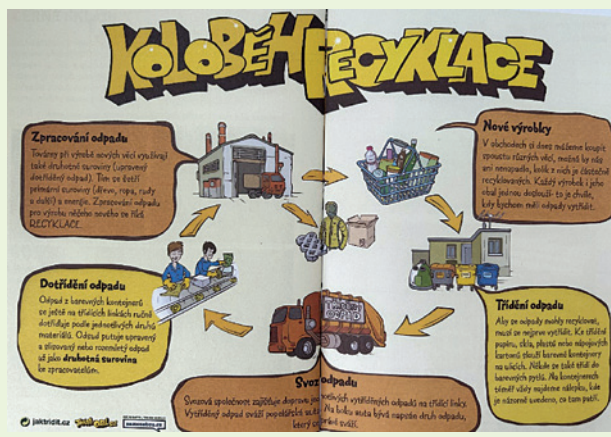 KOLOBĚH RECYKLACE
Zpracování odpadu
Továrny při výrobě nových věcí využívají
také druhotné suroviny (upravený
dotříděný odpad). Tím se šetří
primární suroviny (dřevo, ropa, rudy
a další) a energie. Zpracování odpadu
pro výrobu něčeho nového se říká
RECYKLACE.
Nové výrobky
V obchodech si dnes můžeme koupit
spoustu různých věcí, možná by nás
ani nenapadlo, kolik z nich je částečně
recyklovaných. Každý výrobek i jeho
obal jednou doslouží- to je chvíle,
kdy bychom měli odpady vytřídit.
Dotřídění odpadu
Odpad z barevných kontejnerů
se ještě na třídících linkách ručně
dotřiďuje podle jednotlivých druhů
materiálů. Odsud putuje upravený
a slisovaný nebo rozemletý odpad
už jako druhotná surovina
ke zpracovatelům.
Třídění odpadu
Aby se odpady mohly recyklovat,
musí se nejprve vytřídit. Ke třídění
papíru, skla, plastů nebo nápojových
kartonů slouží barevné kontejnery
na ulicích. Někde se také třídí do
barevných pytlů. Na kontejnerech
téměř vždy najdeme nálepku, kde
je názorně uvedeno, co tam patří.
Svoz odpadu
Svozová společnost zajišťuje dopravu jednotlivých vytříděných odpadů na třídící linky.
Vytříděný odpad sváží popelářská auta. Na boku auta bývá napsán druh odpadu,
který sváží.
jaktridit.cz